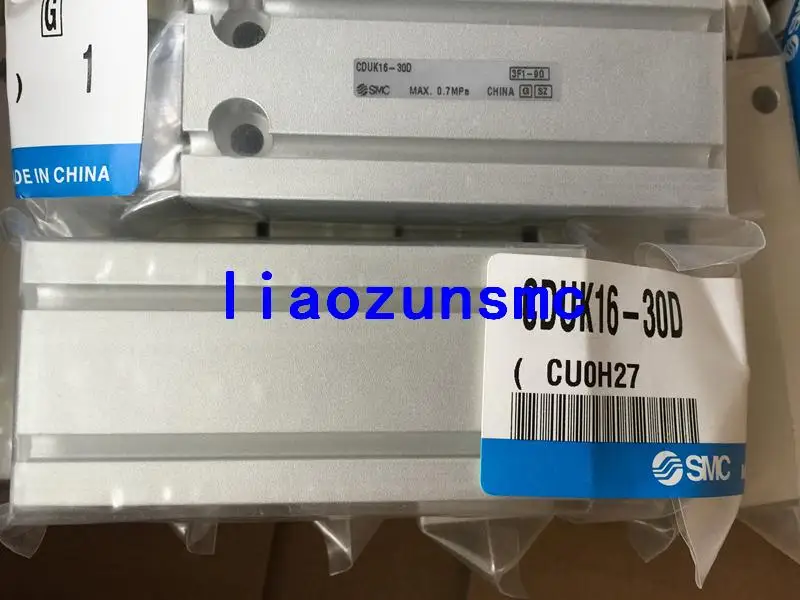 G
) 1
DE IN CHINA
CDUK16-30D
3F1-90
SMC MAX. 0.7MPa CHINA G SZ
liaozunsmc
CDUK16-30D
( CU0H27
SMC